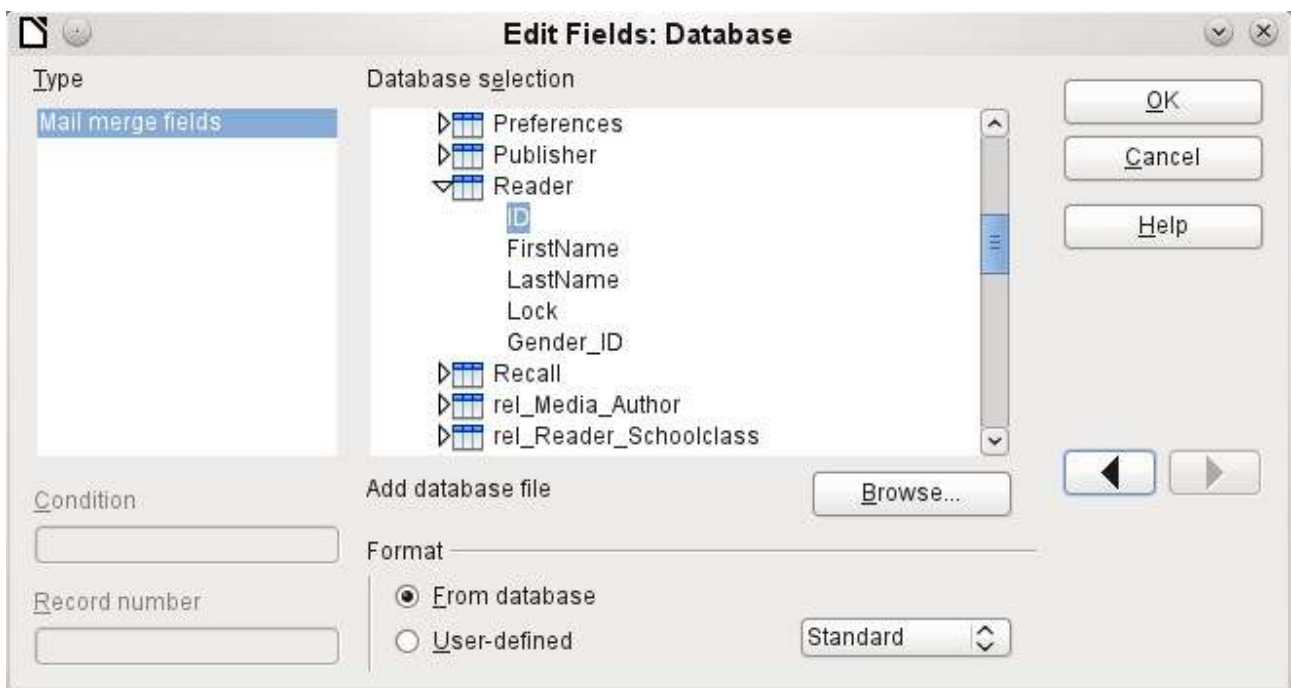 Edit Fields: Database
Type
Mail merge fields
Database selection
Preferences
Publisher
Reader
ID
FirstName
LastName
Lock
Gender_ID
Recall
rel_Media_Author
rel_Reader_Schoolclass
OK
Cancel
Help
Add database file
Browse...
Condition
Record number
Format
From database
User-defined
Standard